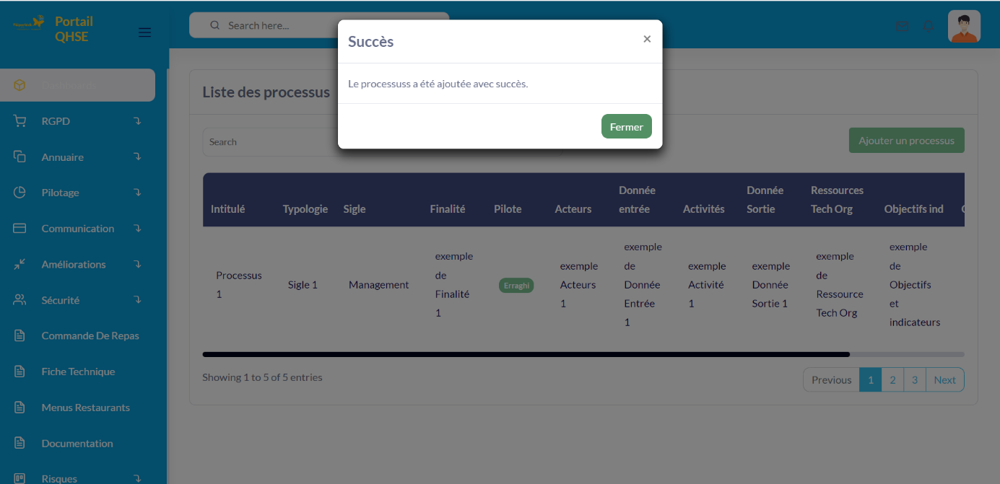 Portail
QHSE
Search here...
Succès
×
Le processuss a été ajoutée avec succès.
Fermer
Dashboards
RGPD
Annuaire
Pilotage
Communication
Améliorations
Sécurité
Commande De Repas
Fiche Technique
Menus Restaurants
Documentation
Risques
Liste des processus
Search
Ajouter un processus
Intitulé
Typologie
Sigle
Finalité
Pilote
Acteurs
Donnée
entrée
Activités
Donnée
Sortie
Ressources
Tech Org
Objectifs ind
Processus
1
Sigle 1
Management
exemple
de
Finalité
1
Erraghi
exemple
Acteurs
1
exemple
de
Donnée
Entrée
1
exemple
Activité
1
exemple
Donnée
Sortie 1
exemple
de
Ressource
Tech Org
exemple
de
Objectifs
et
indicateurs
Showing 1 to 5 of 5 entries
Previous 1 2 3 Next